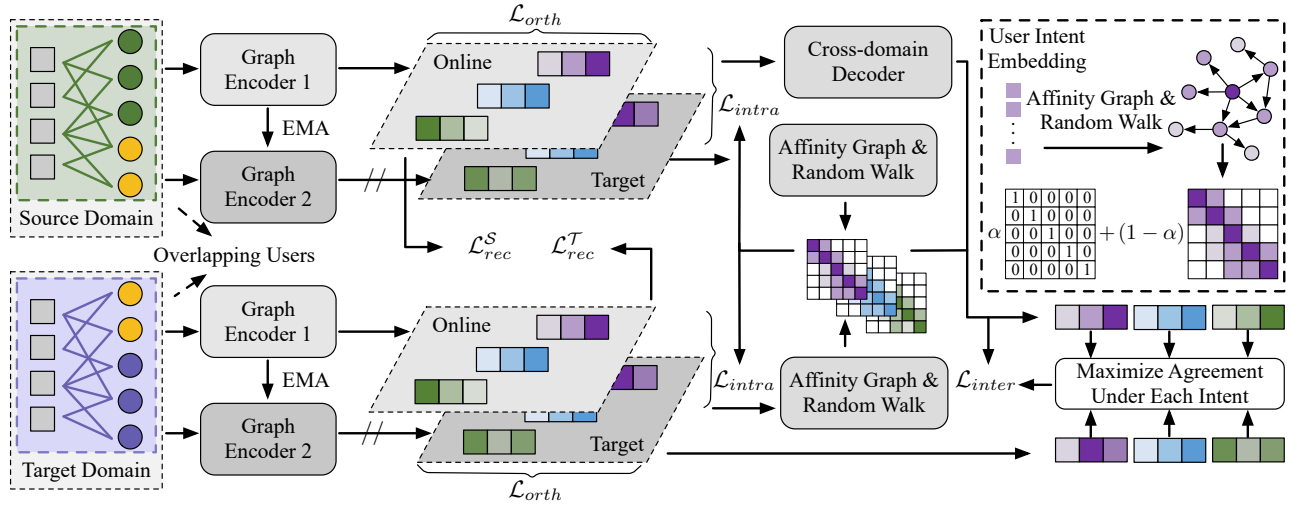 Source Domain
Graph
Encoder 1
EMA
Graph
Encoder 2
Overlapping Users
Target Domain
Graph
Encoder 1
EMA
Graph
Encoder 2
L_orth
Online
Target
L_intra
L^S_rec
L^T_rec
Online
Target
L_intra
L_orth
Cross-domain
Decoder
Affinity Graph &
Random Walk
Affinity Graph &
Random Walk
User Intent
Embedding
Affinity Graph &
Random Walk
α
1 0 0 0 0
0 1 0 0 0
0 0 1 0 0
0 0 0 1 0
0 0 0 0 1
+ (1 − α)
L_inter
Maximize Agreement
Under Each Intent